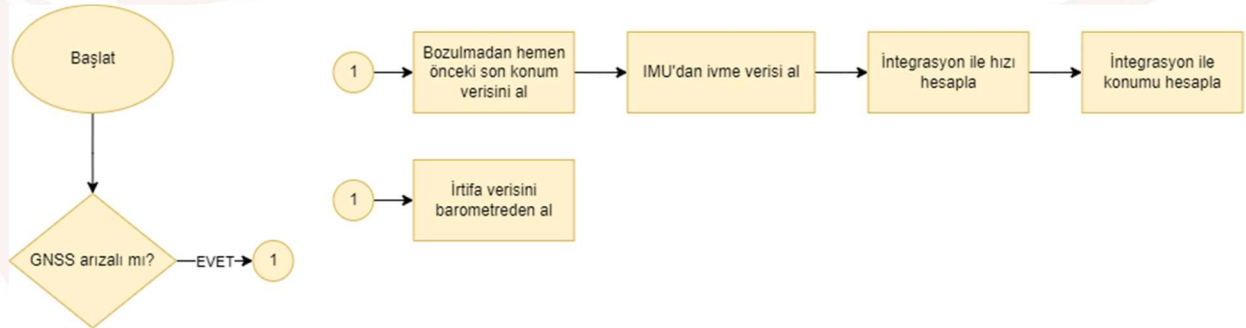 Başlat
GNSS arızalı mı?
EVET
1
1
Bozulmadan hemen
önceki son konum
verisini al
IMU'dan ivme verisi al
İntegrasyon ile hızı
hesapla
İntegrasyon ile
konumu hesapla
1
İrtifa verisini
barometreden al